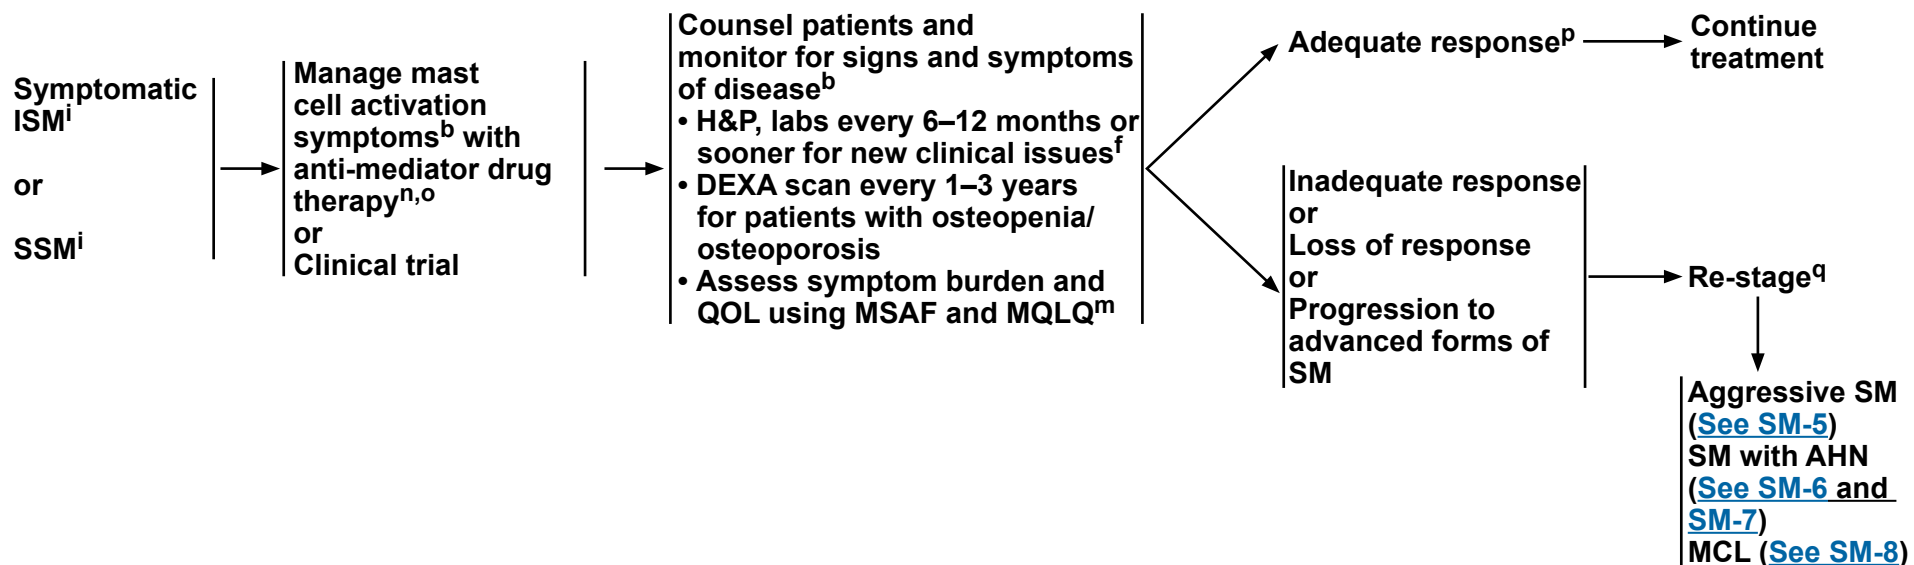 Symptomatic
ISMi
or
SSMi
Manage mast
cell activation
symptomsb with
anti-mediator drug
therapyn,o
or
Clinical trial
Counsel patients and
monitor for signs and symptoms
of diseaseb
• H&P, labs every 6–12 months or
sooner for new clinical issuesf
• DEXA scan every 1–3 years
for patients with osteopenia/
osteoporosis
• Assess symptom burden and
QOL using MSAF and MQLQm
Adequate responsep
Continue
treatment
Inadequate response
or
Loss of response
or
Progression to
advanced forms of
SM
Re-stageq
Aggressive SM
(See SM-5)
SM with AHN
(See SM-6 and
SM-7)
MCL (See SM-8)